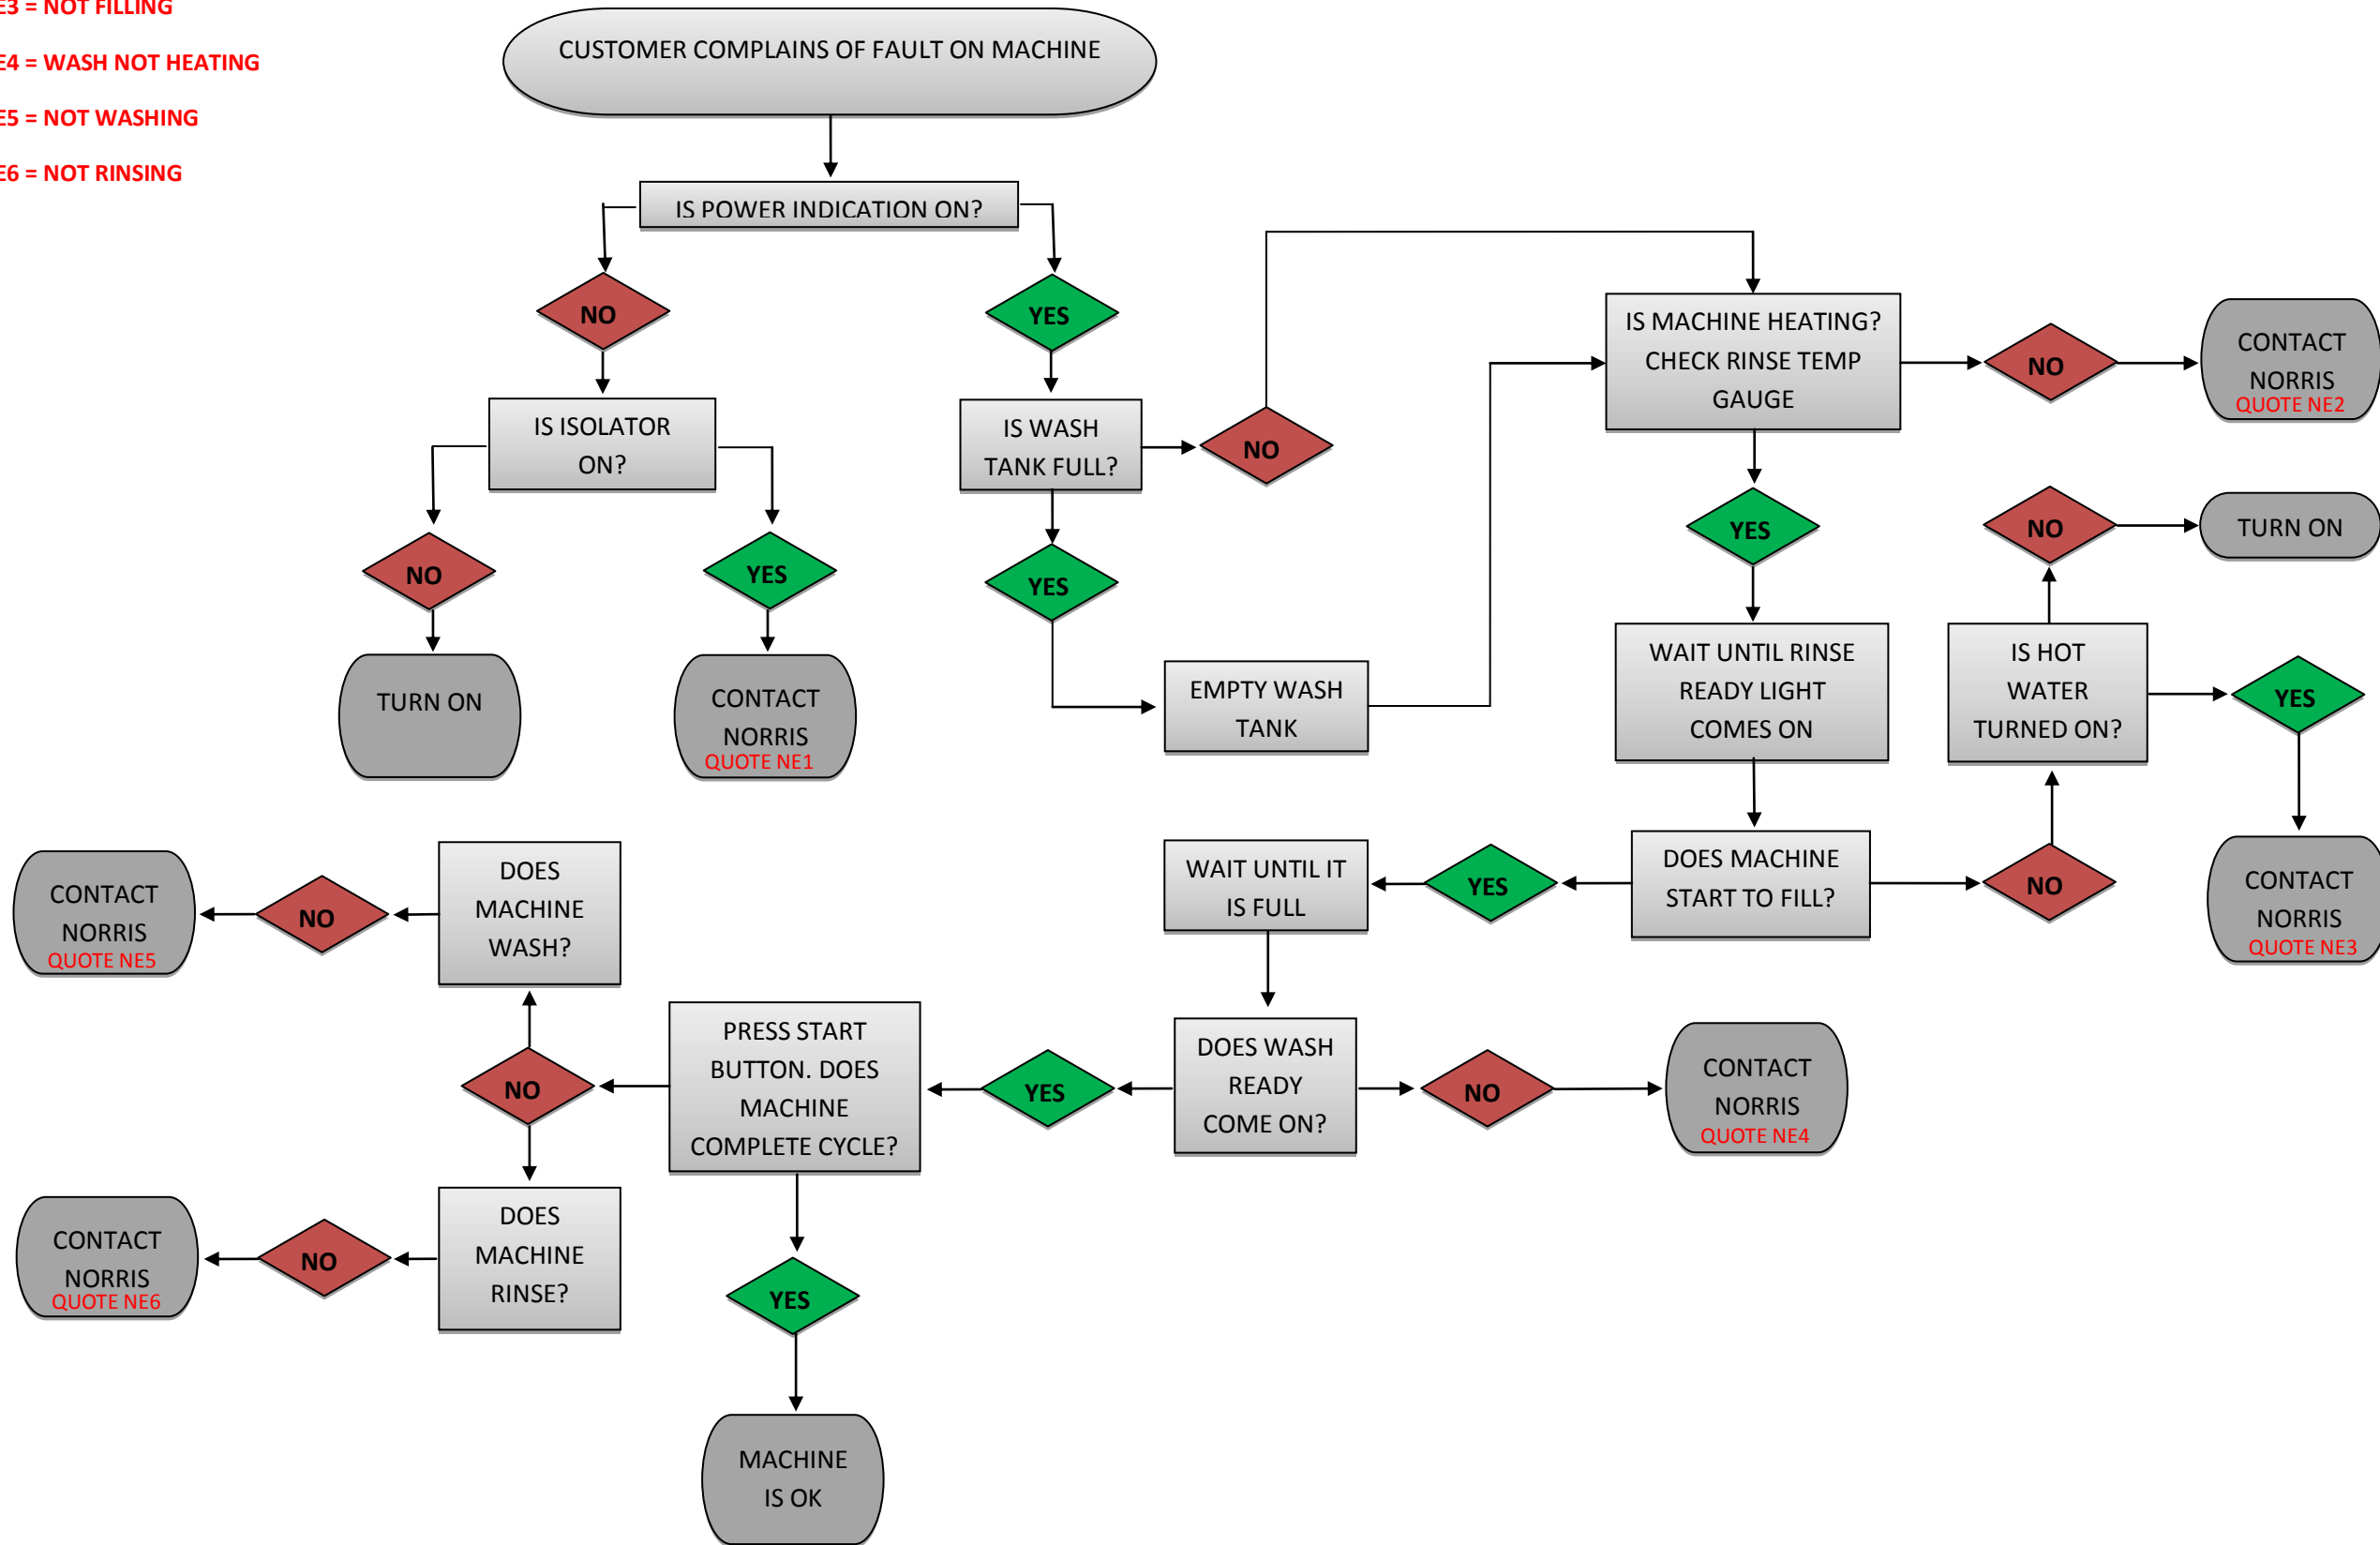 E3 = NOT FILLING
E4 = WASH NOT HEATING
E5 = NOT WASHING
E6 = NOT RINSING
CUSTOMER COMPLAINS OF FAULT ON MACHINE
IS POWER INDICATION ON?
NO
YES
IS ISOLATOR
ON?
NO
YES
TURN ON
CONTACT
NORRIS
QUOTE NE1
IS WASH
TANK FULL?
NO
YES
EMPTY WASH
TANK
IS MACHINE HEATING?
CHECK RINSE TEMP
GAUGE
NO
CONTACT
NORRIS
QUOTE NE2
YES
WAIT UNTIL RINSE
READY LIGHT
COMES ON
DOES MACHINE
START TO FILL?
NO
IS HOT
WATER
TURNED ON?
NO
TURN ON
YES
CONTACT
NORRIS
QUOTE NE3
YES
WAIT UNTIL IT
IS FULL
DOES WASH
READY
COME ON?
NO
CONTACT
NORRIS
QUOTE NE4
YES
PRESS START
BUTTON. DOES
MACHINE
COMPLETE CYCLE?
NO
DOES
MACHINE
WASH?
NO
CONTACT
NORRIS
QUOTE NE5
DOES
MACHINE
RINSE?
NO
CONTACT
NORRIS
QUOTE NE6
YES
MACHINE
IS OK